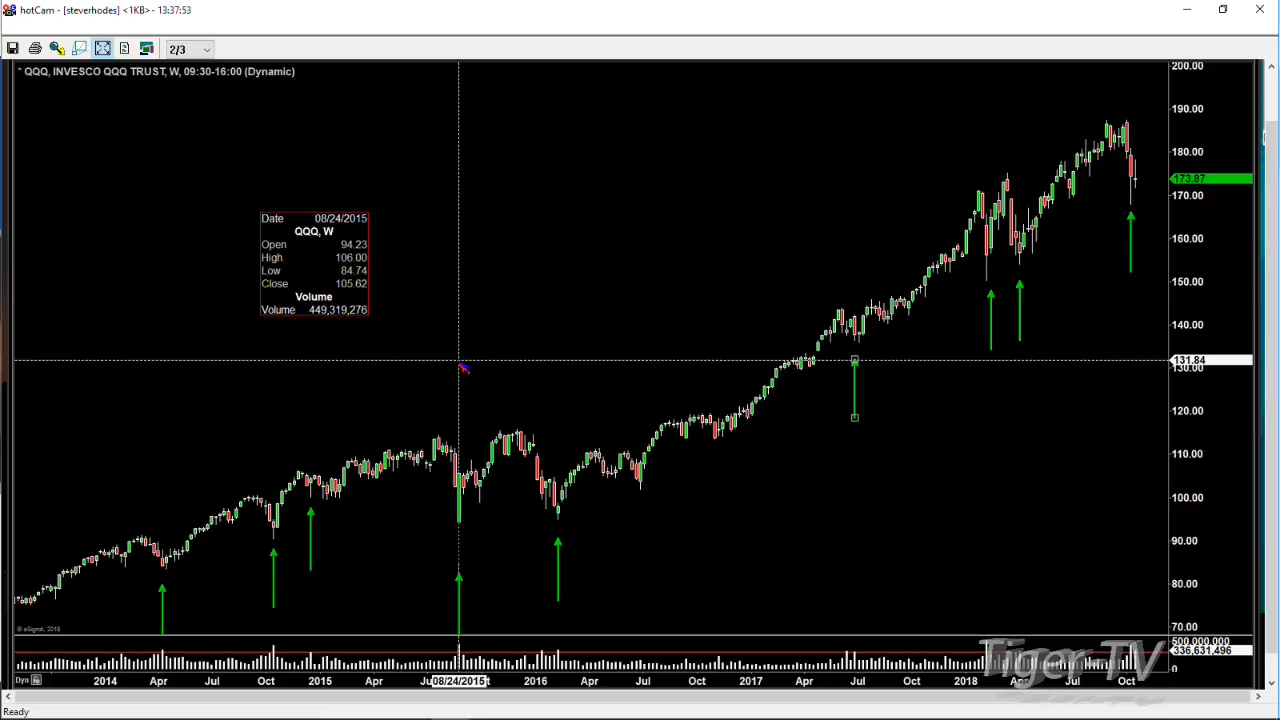 hotCam - [steverhodes] <1KB> - 13:37:53
2/3
* QQQ, INVESCO QQQ TRUST, W, 09:30-16:00 (Dynamic)
200.00
190.00
180.00
173.87
170.00
160.00
150.00
140.00
131.84
130.00
120.00
110.00
100.00
90.00
80.00
70.00
Date 08/24/2015
QQQ, W
Open 94.23
High 106.00
Low 84.74
Close 105.62
Volume
Volume 449,319,276
© eSignal, 2018
500,000,000
336,631,496
0
Tiger-TV
Dyn 2014 Apr Jul Oct 2015 Apr 08/24/2015 2016 Apr Jul Oct 2017 Apr Jul Oct 2018 Apr Jul Oct
Ready